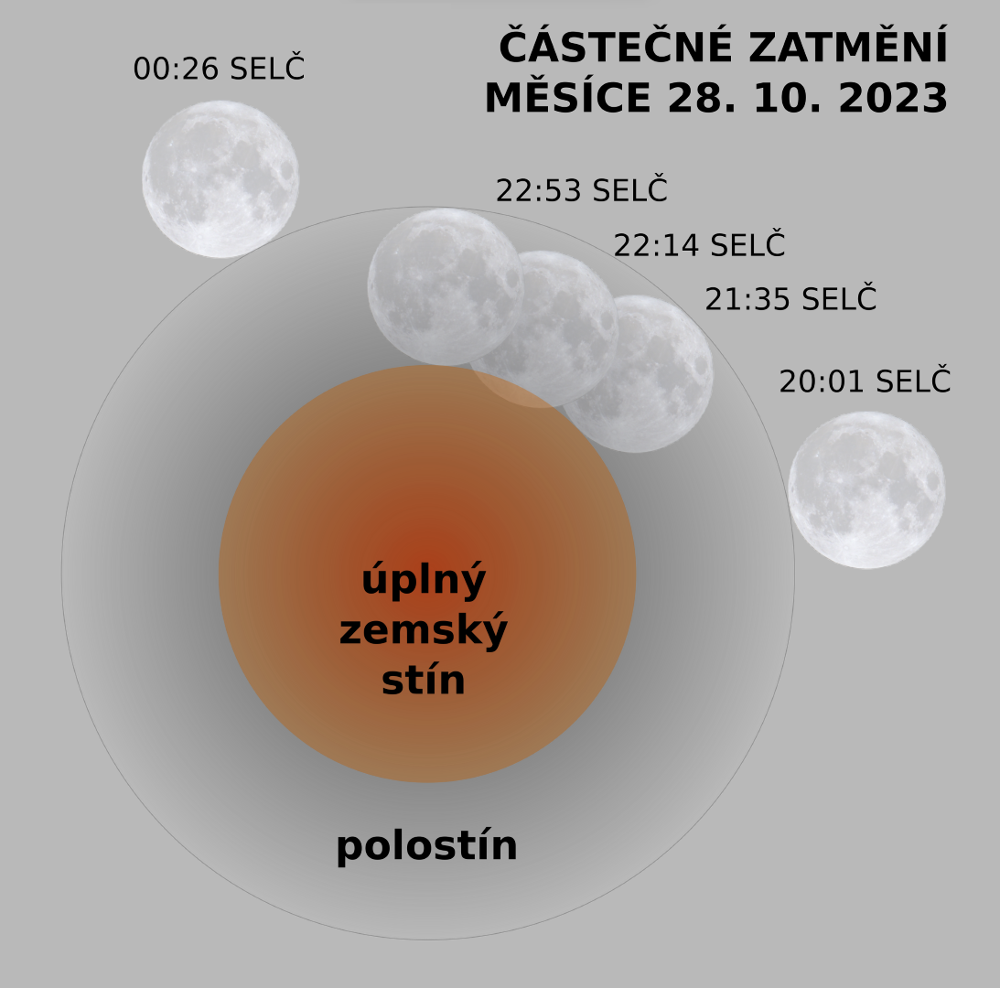 ČÁSTEČNÉ ZATMĚNÍ
MĚSÍCE 28. 10. 2023
00:26 SELČ
22:53 SELČ
22:14 SELČ
21:35 SELČ
20:01 SELČ
úplný
zemský
stín
polostín